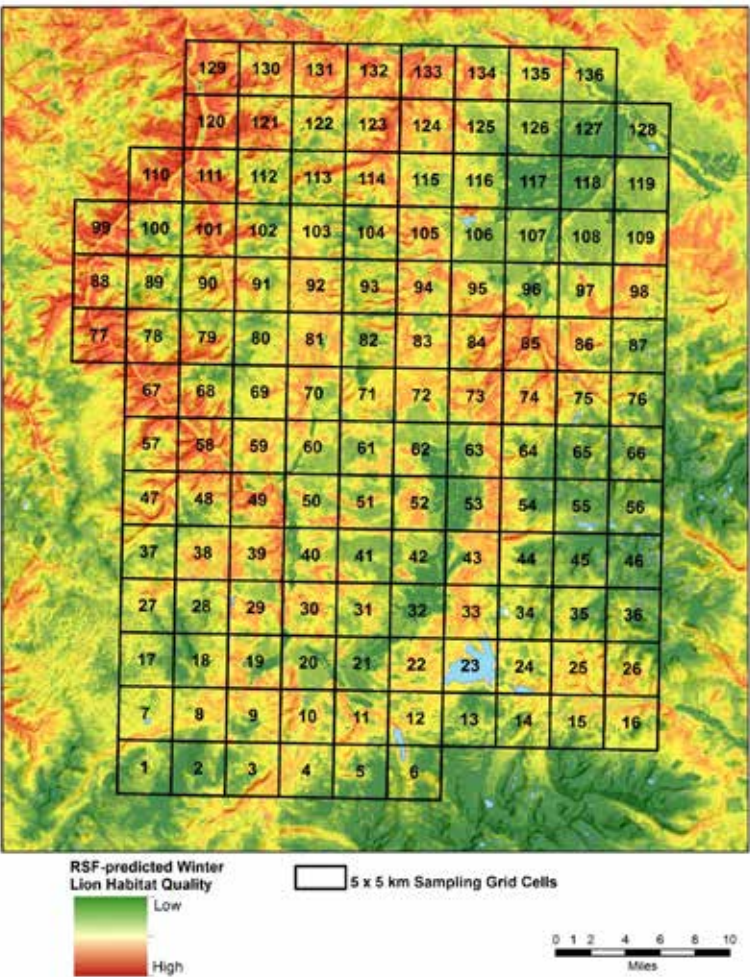 129 130 131 132 133 134 135 136
120 121 122 123 124 125 126 127 128
110 111 112 113 114 115 116 117 118 119
99 100 101 102 103 104 105 106 107 108 109
88 89 90 91 92 93 94 95 96 97 98
77 78 79 80 81 82 83 84 85 86 87
67 68 69 70 71 72 73 74 75 76
57 58 59 60 61 62 63 64 65 66
47 48 49 50 51 52 53 54 55 56
37 38 39 40 41 42 43 44 45 46
27 28 29 30 31 32 33 34 35 36
17 18 19 20 21 22 23 24 25 26
7 8 9 10 11 12 13 14 15 16
1 2 3 4 5 6
RSF-predicted Winter
Lion Habitat Quality
Low
High
5 x 5 km Sampling Grid Cells
0 1 2 4 6 8 10
Miles